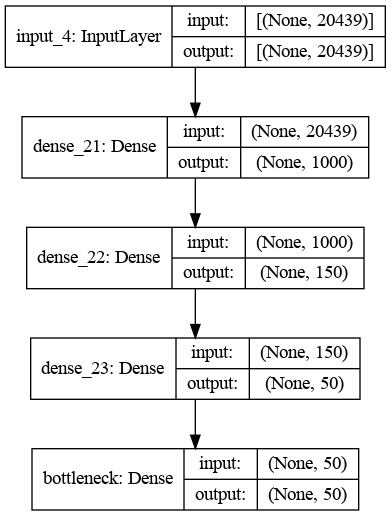 input_4: InputLayer
input: [(None, 20439)]
output: [(None, 20439)]
dense_21: Dense
input: (None, 20439)
output: (None, 1000)
dense_22: Dense
input: (None, 1000)
output: (None, 150)
dense_23: Dense
input: (None, 150)
output: (None, 50)
bottleneck: Dense
input: (None, 50)
output: (None, 50)